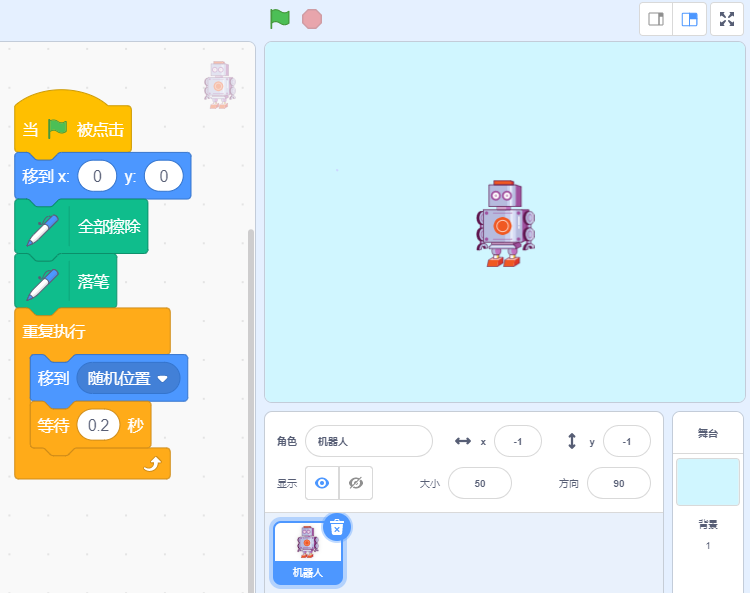 当 被点击
移到 x: 0 y: 0
全部擦除
落笔
重复执行
移到 随机位置
等待 0.2 秒
角色 机器人 x -1 y -1
显示 大小 50 方向 90
机器人
舞台
背景
1